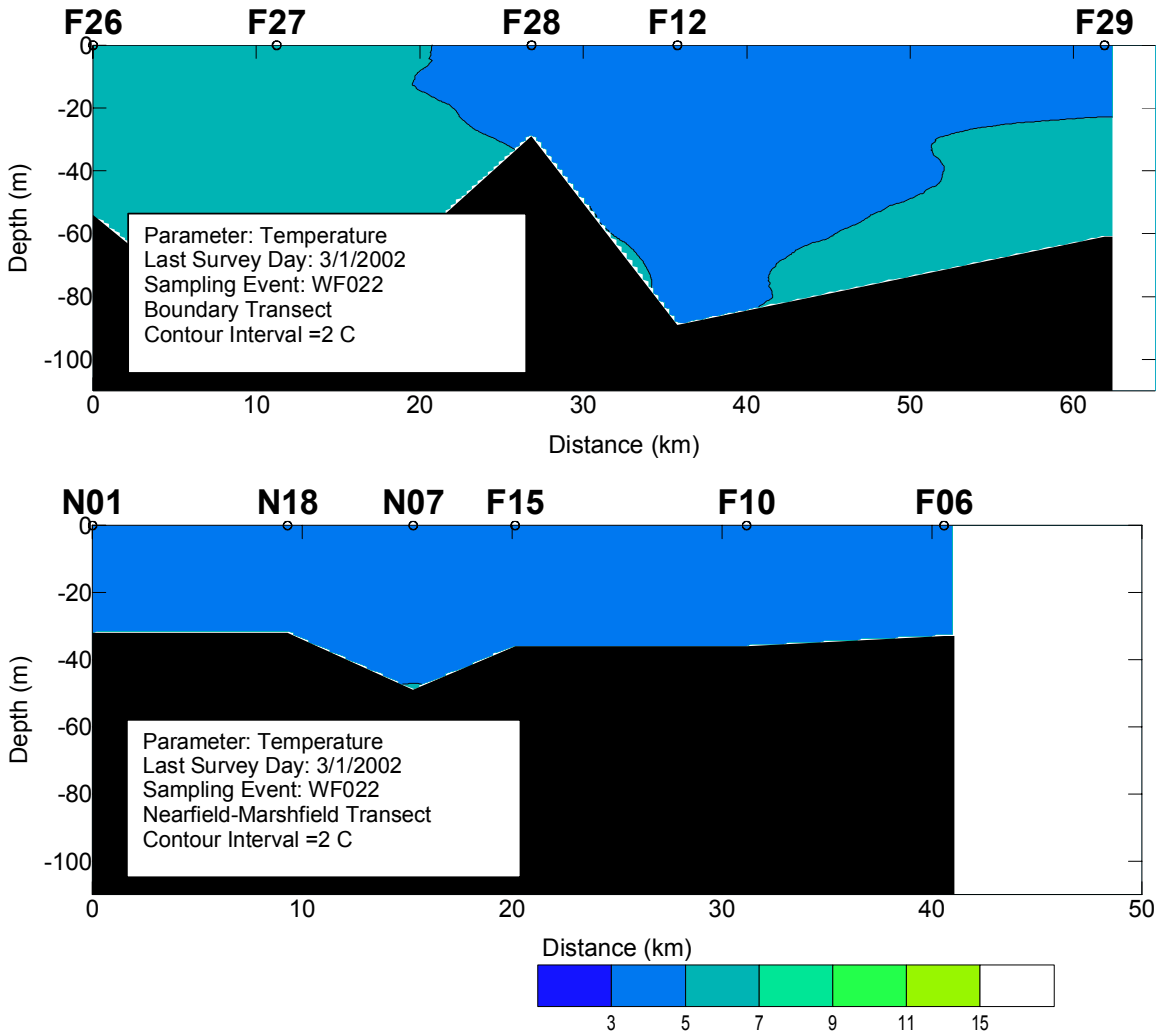 F26 F27 F28 F12 F29
0
-20
-40
-60
-80
-100
Depth (m)
Parameter: Temperature
Last Survey Day: 3/1/2002
Sampling Event: WF022
Boundary Transect
Contour Interval =2 C
0 10 20 30 40 50 60
Distance (km)
N01 N18 N07 F15 F10 F06
0
-20
-40
-60
-80
-100
Depth (m)
Parameter: Temperature
Last Survey Day: 3/1/2002
Sampling Event: WF022
Nearfield-Marshfield Transect
Contour Interval =2 C
0 10 20 30 40 50
Distance (km)
3 5 7 9 11 15